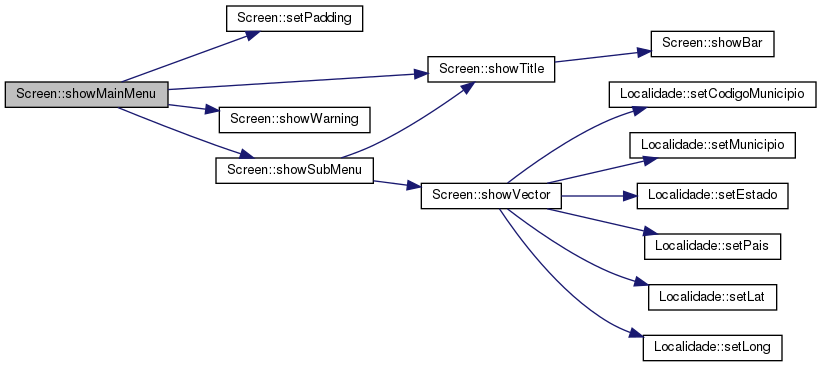 Screen::setPadding
Screen::showBar
Screen::showTitle
Screen::showMainMenu
Localidade::setCodigoMunicipio
Screen::showWarning
Localidade::setMunicipio
Screen::showSubMenu
Screen::showVector
Localidade::setEstado
Localidade::setPais
Localidade::setLat
Localidade::setLong